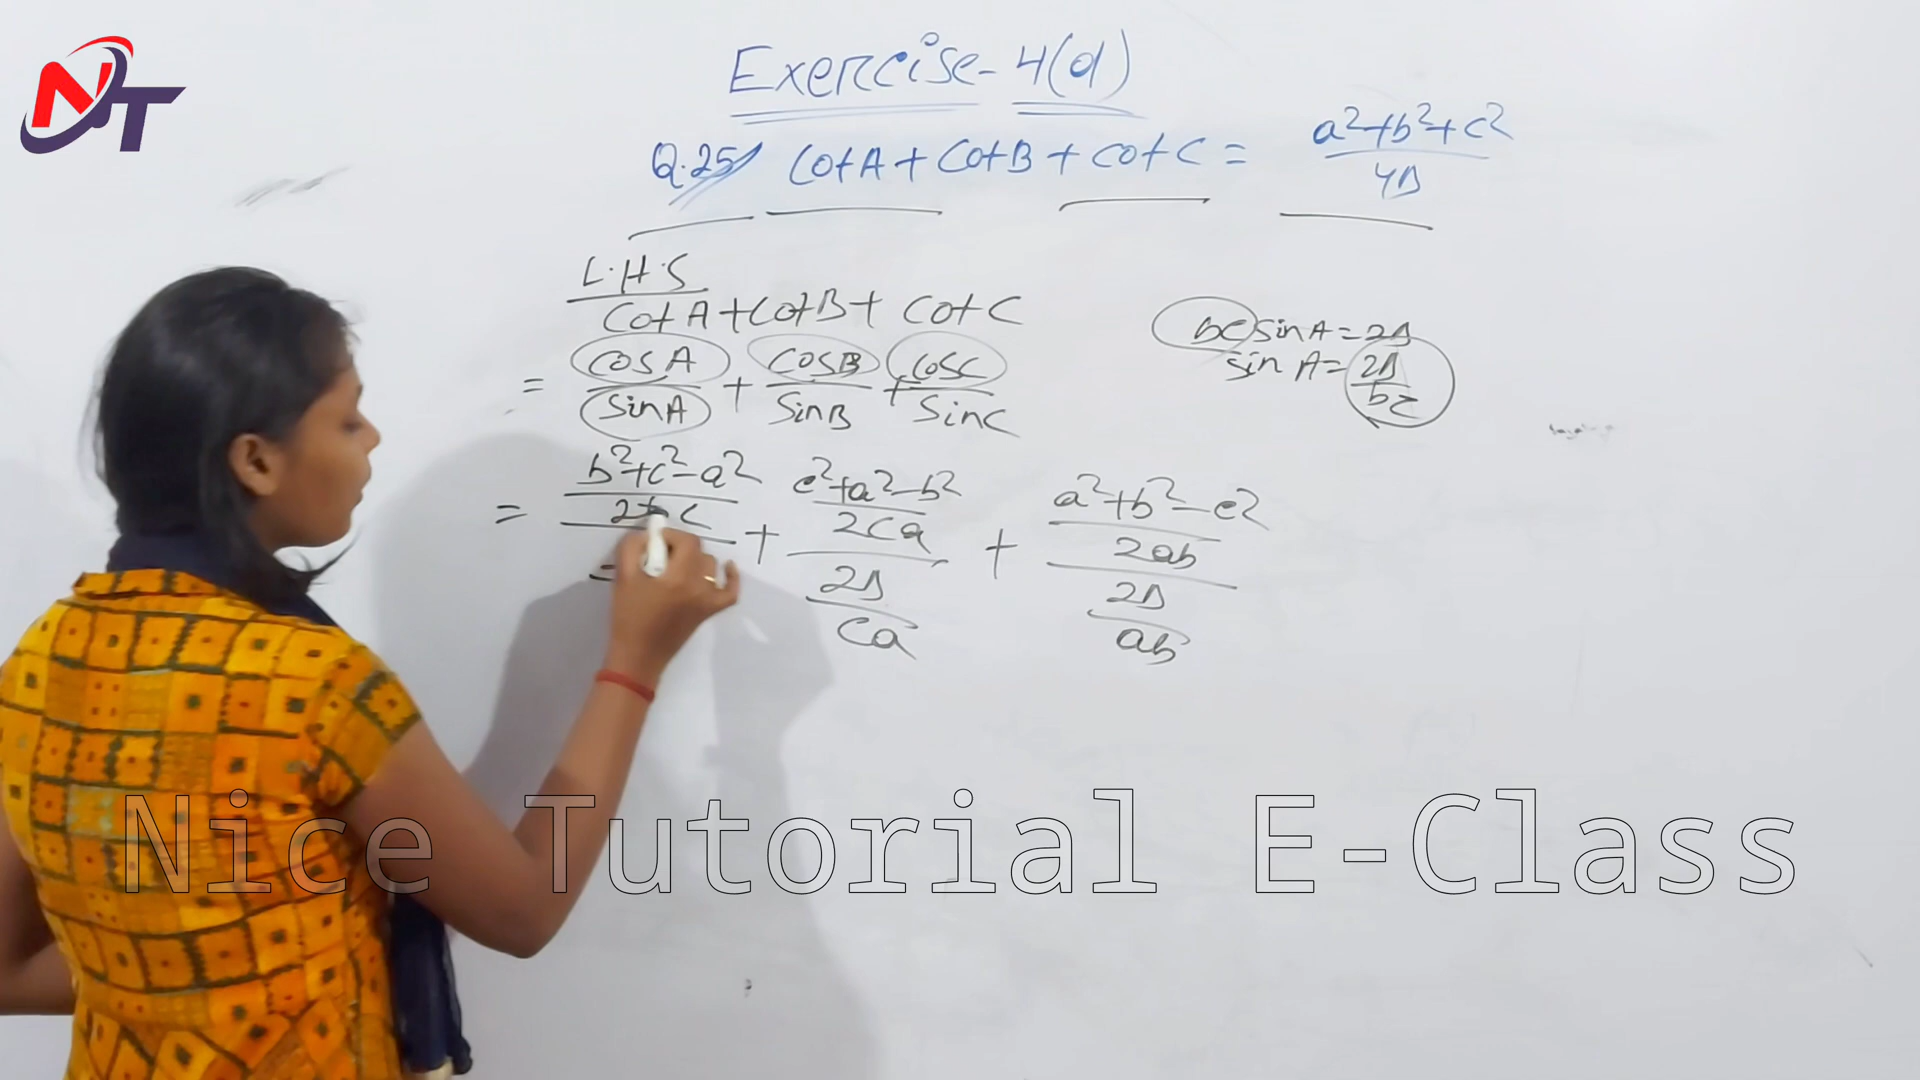 NT
Exercise-4(d)
Q.25 CotA + CotB + CotC = a²+b²+c² / 4Δ
L.H.S
CotA + CotB + CotC
= cosA / sinA + cosB / sinB + cosC / sinC
bc sinA = 2Δ
sin A = 2Δ / bc
= b²+c²-a² / 2bc + c²+a²-b² / 2ca / 2Δ / ca + a²+b²-c² / 2ab / 2Δ / ab
Nice Tutorial E-Class